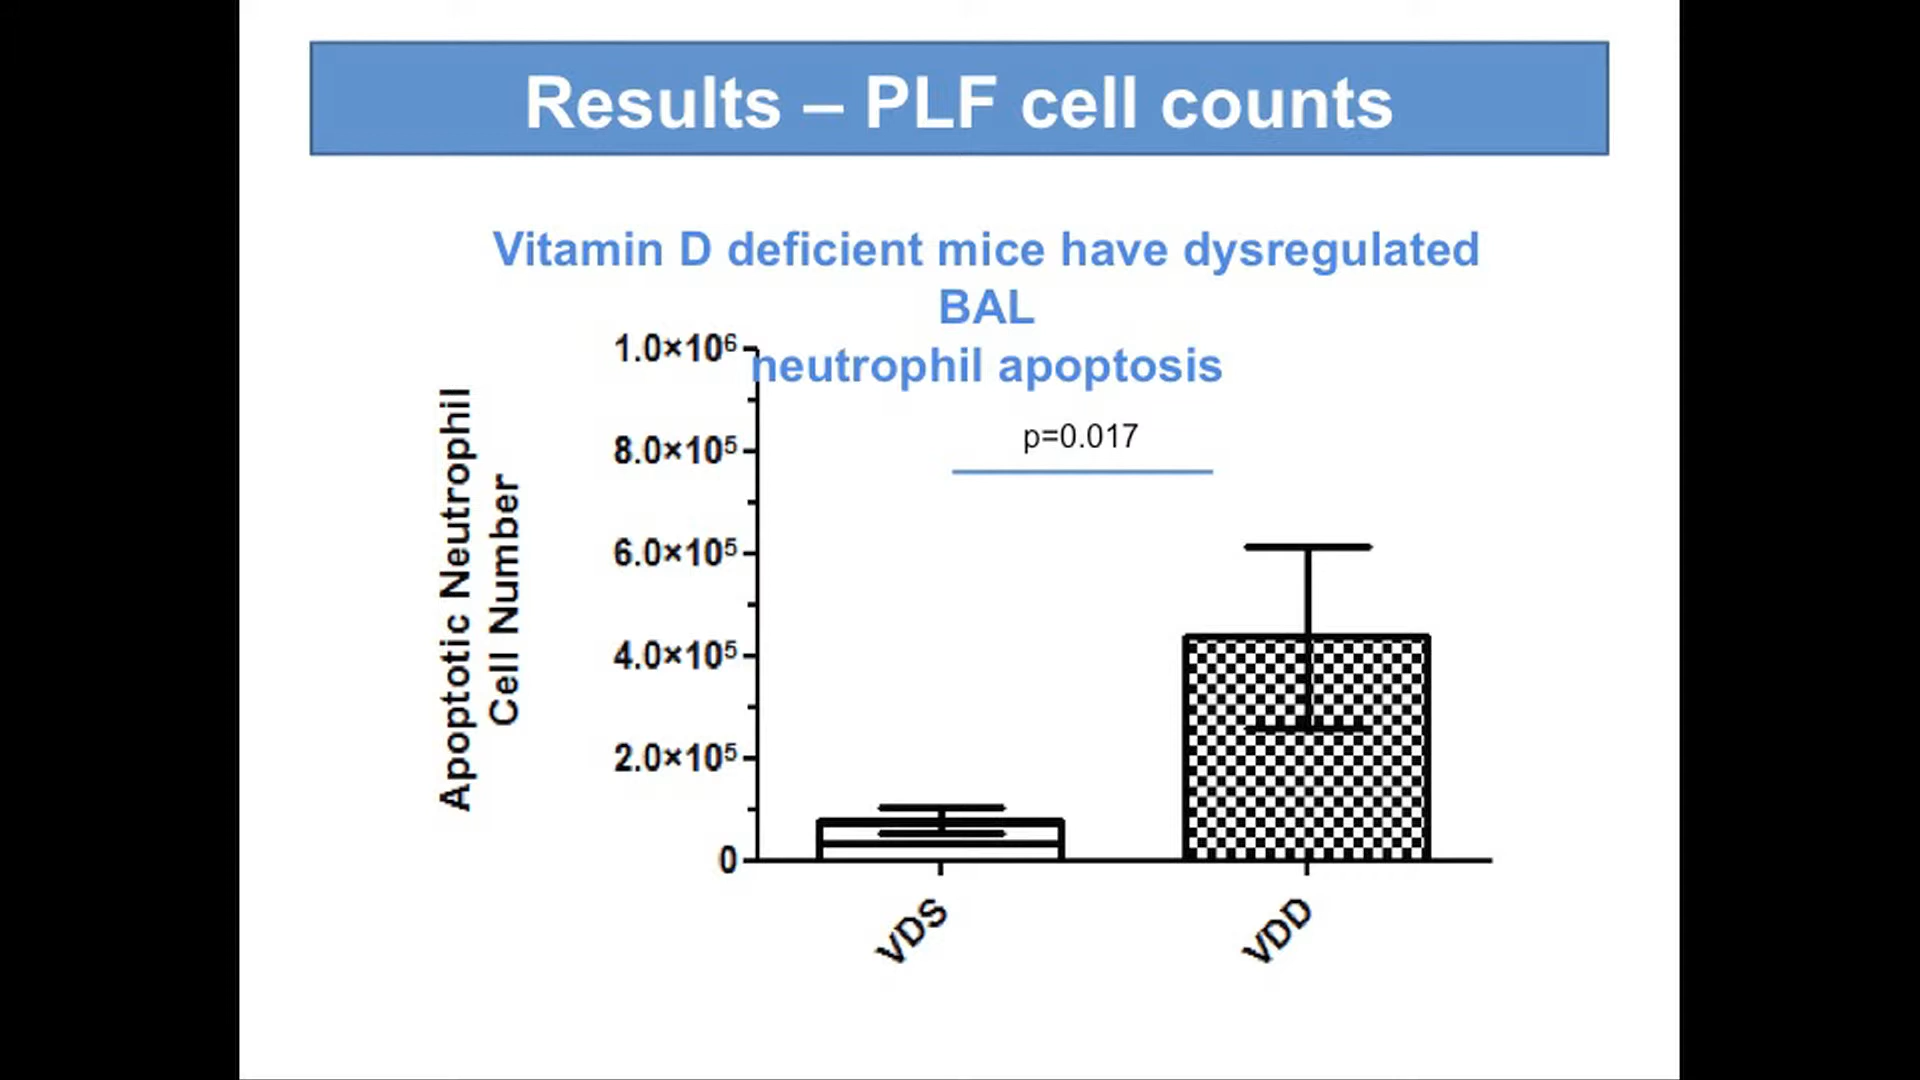 Results – PLF cell counts
Vitamin D deficient mice have dysregulated
BAL
neutrophil apoptosis
p=0.017
Apoptotic Neutrophil
Cell Number
1.0×10⁶
8.0×10⁵
6.0×10⁵
4.0×10⁵
2.0×10⁵
0
VDS
VDD